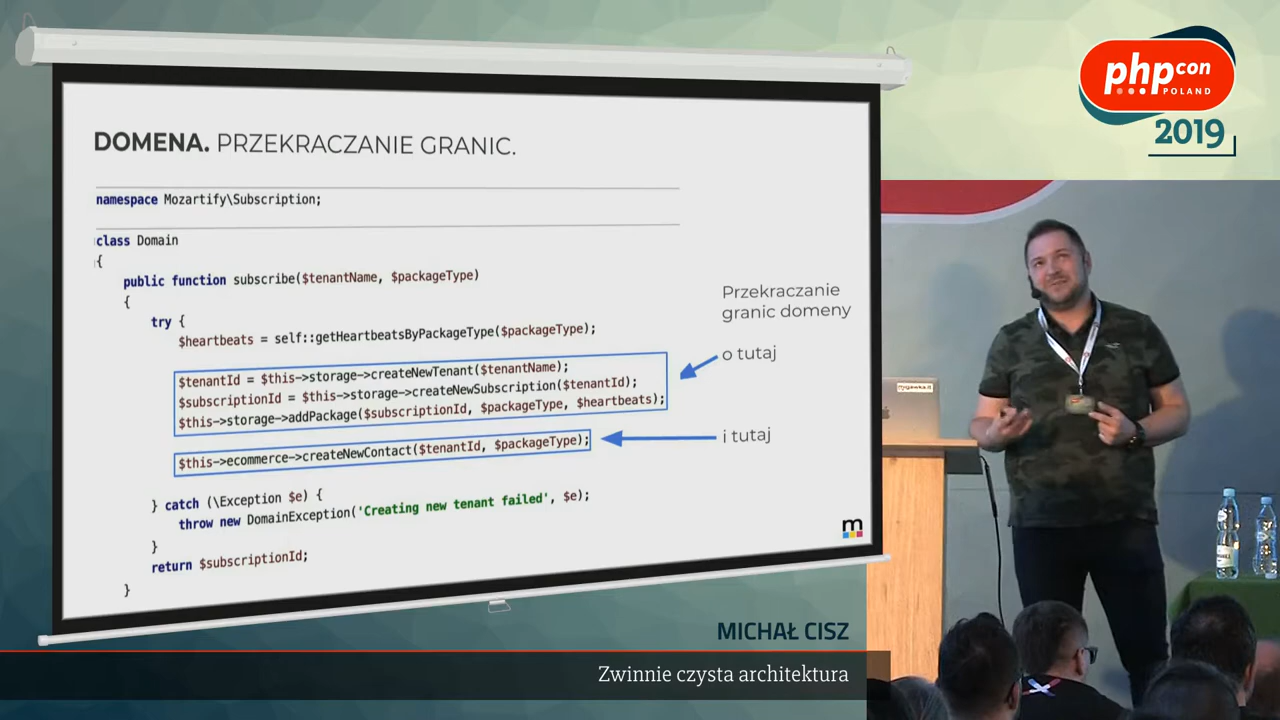 php con
POLAND
2019
DOMENA. PRZEKRACZANIE GRANIC.
namespace Mozartify\Subscription;
class Domain
{
public function subscribe($tenantName, $packageType)
{
try {
$heartbeats = self::getHeartbeatsByPackageType($packageType);
$tenantId = $this->storage->createNewTenant($tenantName);
$subscriptionId = $this->storage->createNewSubscription($tenantId);
$this->storage->addPackage($subscriptionId, $packageType, $heartbeats);
$this->ecommerce->createNewContact($tenantId, $packageType);
} catch (\Exception $e) {
throw new DomainException('Creating new tenant failed', $e);
}
return $subscriptionId;
}
Przekraczanie
granic domeny
o tutaj
i tutaj
m
MICHAŁ CISZ
Zwinnie czysta architektura